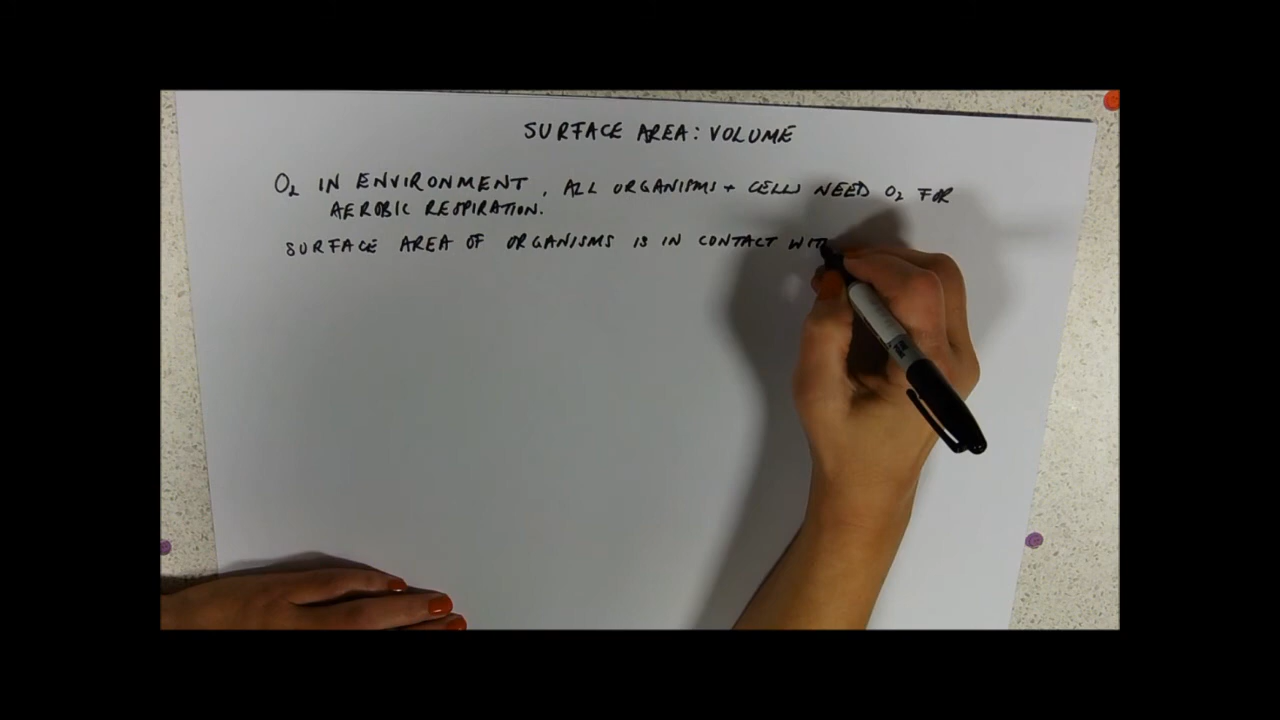 SURFACE AREA: VOLUME
O₂ IN ENVIRONMENT, ALL ORGANISMS + CELLS NEED O₂ FOR
AEROBIC RESPIRATION.
SURFACE AREA OF ORGANISMS IS IN CONTACT WIT